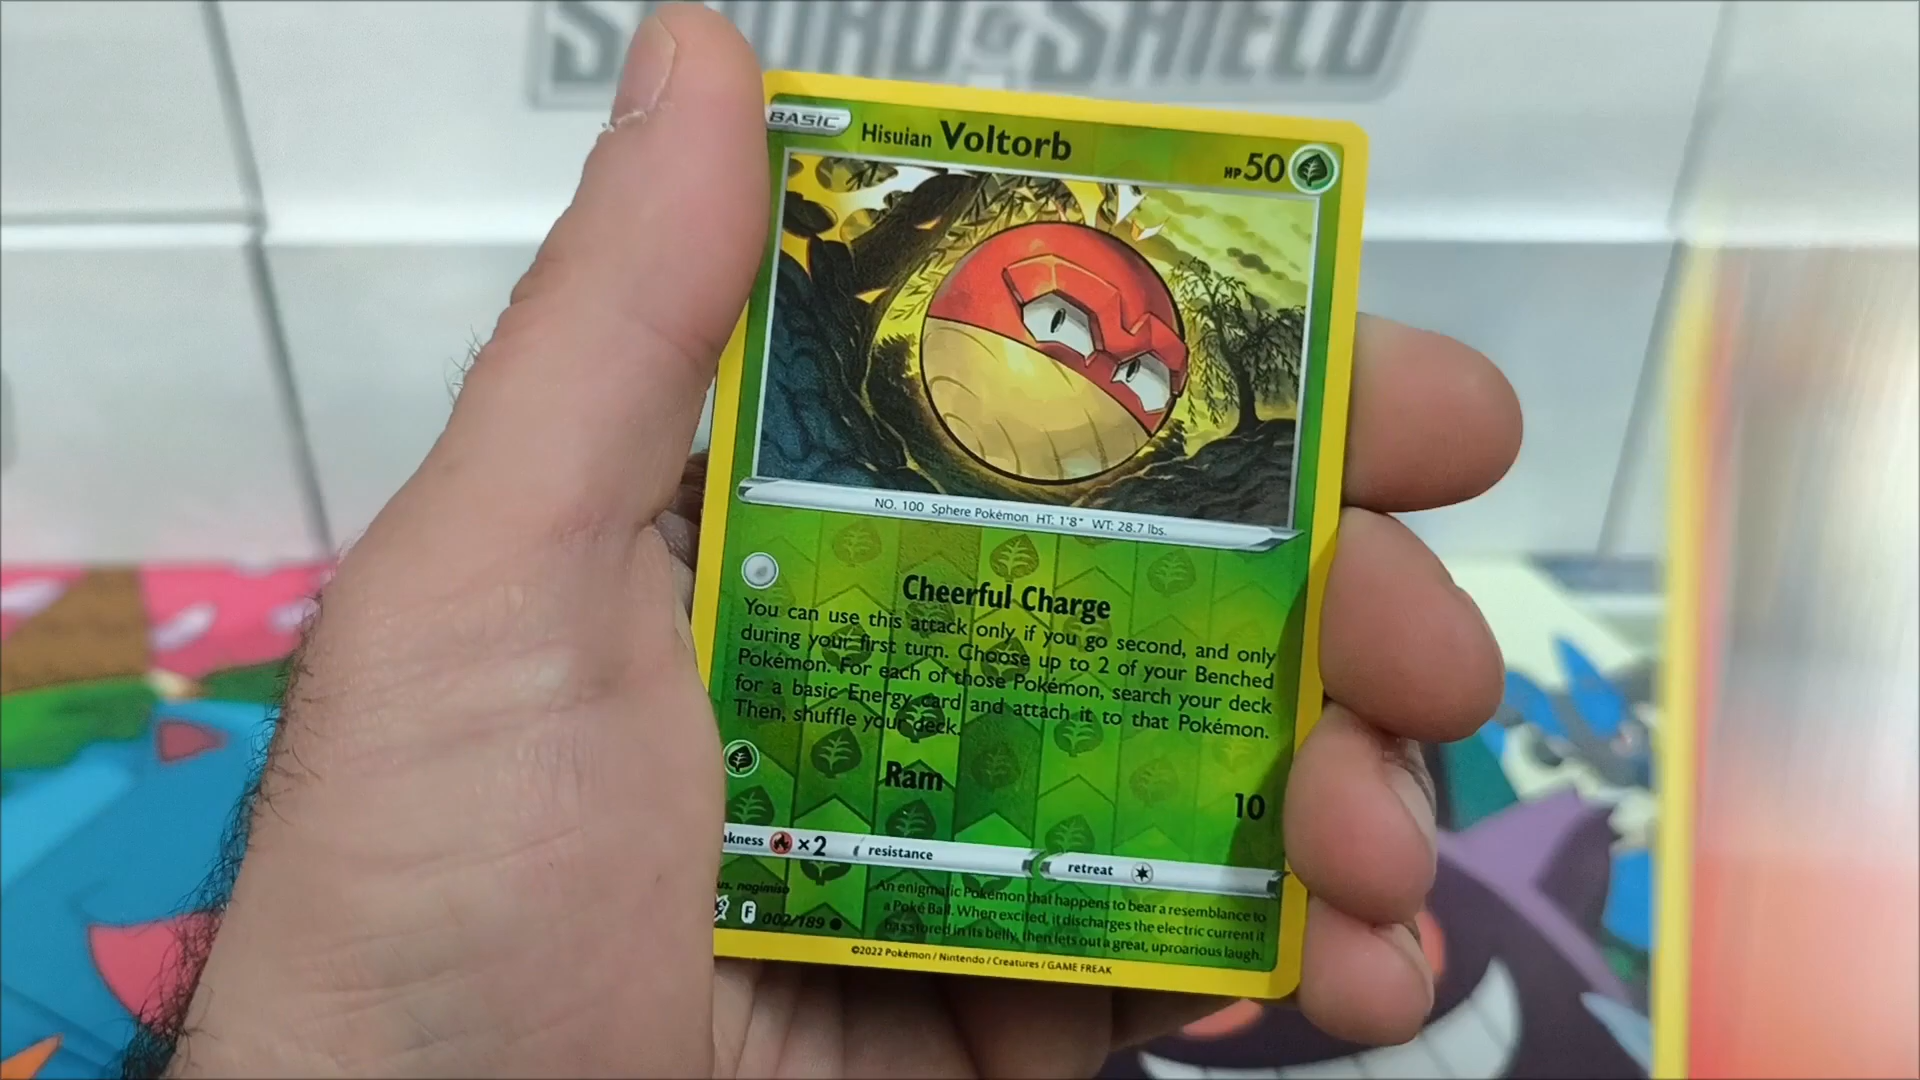 SWORD & SHIELD
BASIC
Hisuian Voltorb
HP 50
NO. 100 Sphere Pokémon HT: 1'8" WT: 28.7 lbs.
Cheerful Charge
You can use this attack only if you go second, and only
during your first turn. Choose up to 2 of your Benched
Pokémon. For each of those Pokémon, search your deck
for a basic Energy card and attach it to that Pokémon.
Then, shuffle your deck.
Ram 10
akness ×2 resistance retreat
us. nagimiso
An enigmatic Pokémon that happens to bear a resemblance to
a Poké Ball. When excited, it discharges the electric current it
has stored in its belly, then lets out a great, uproarious laugh.
F 002/189
©2022 Pokémon / Nintendo / Creatures / GAME FREAK